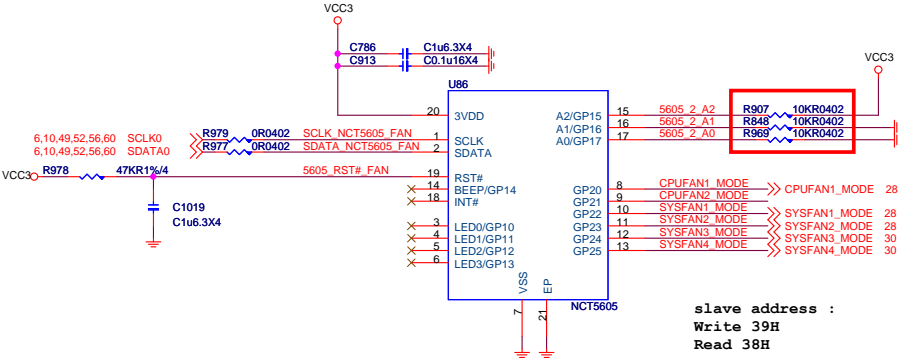 VCC3
C786 C1u6.3X4
C913 C0.1u16X4
VCC3
U86
20 3VDD
A2/GP15 15 5605_2_A2 R907 10KR0402
A1/GP16 16 5605_2_A1 R848 10KR0402
A0/GP17 17 5605_2_A0 R969 10KR0402
6,10,49,52,56,60 SCLK0 R979 0R0402 SCLK_NCT5605_FAN 1 SCLK
6,10,49,52,56,60 SDATA0 R977 0R0402 SDATA_NCT5605_FAN 2 SDATA
VCC3 R978 47KR1%/4 5605_RST#_FAN 19 RST#
14 BEEP/GP14
18 INT#
C1019
C1u6.3X4
3 LED0/GP10
4 LED1/GP11
5 LED2/GP12
6 LED3/GP13
GP20 8 CPUFAN1_MODE CPUFAN1_MODE 28
GP21 9 CPUFAN2_MODE
GP22 10 SYSFAN1_MODE SYSFAN1_MODE 28
GP23 11 SYSFAN2_MODE SYSFAN2_MODE 28
GP24 12 SYSFAN3_MODE SYSFAN3_MODE 30
GP25 13 SYSFAN4_MODE SYSFAN4_MODE 30
VSS EP
7 21
NCT5605
slave address :
Write 39H
Read 38H